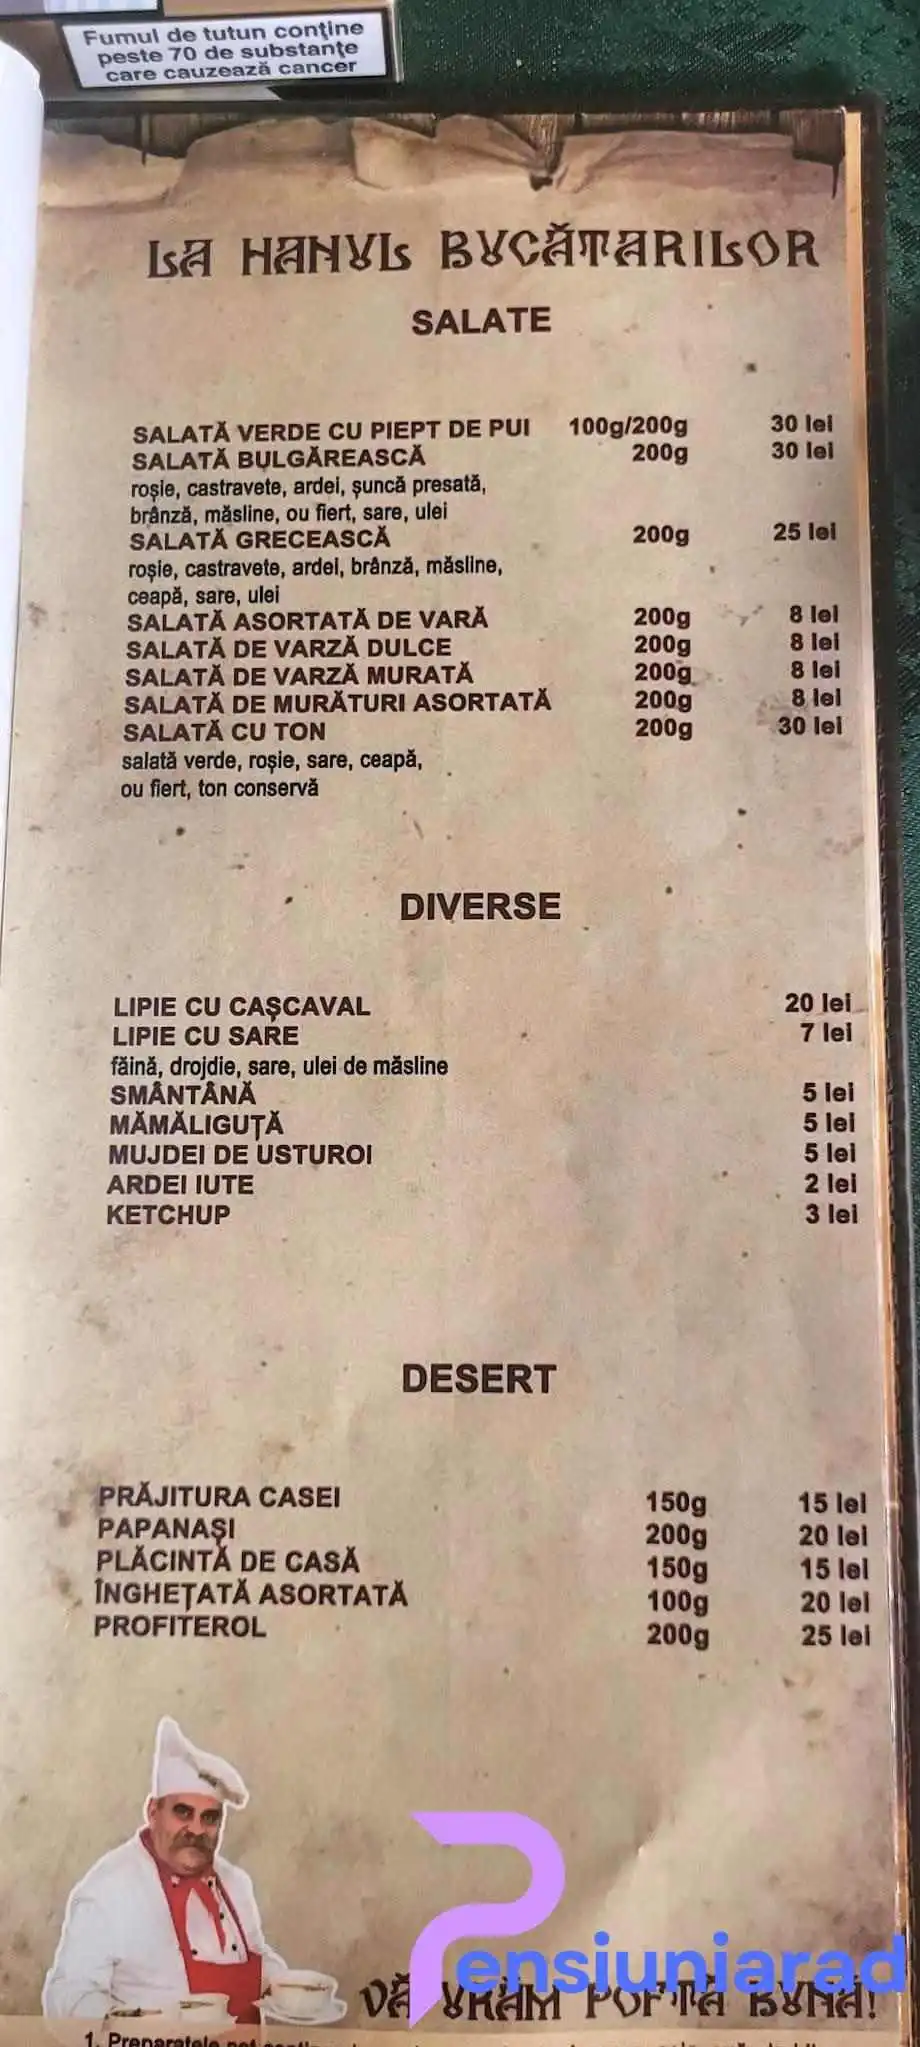 Fumul de tutun conţine
peste 70 de substanţe
care cauzează cancer
LA HANUL BUCĂTARILOR
SALATE
SALATĂ VERDE CU PIEPT DE PUI 100g/200g 30 lei
SALATĂ BULGĂREASCĂ 200g 30 lei
roșie, castravete, ardei, șuncă presată,
brânză, măsline, ou fiert, sare, ulei
SALATĂ GRECEASCĂ 200g 25 lei
roșie, castravete, ardei, brânză, măsline,
ceapă, sare, ulei
SALATĂ ASORTATĂ DE VARĂ 200g 8 lei
SALATĂ DE VARZĂ DULCE 200g 8 lei
SALATĂ DE VARZĂ MURATĂ 200g 8 lei
SALATĂ DE MURĂTURI ASORTATĂ 200g 8 lei
SALATĂ CU TON 200g 30 lei
salată verde, roșie, sare, ceapă,
ou fiert, ton conservă
DIVERSE
LIPIE CU CAȘCAVAL 20 lei
LIPIE CU SARE 7 lei
făină, drojdie, sare, ulei de măsline
SMÂNTÂNĂ 5 lei
MĂMĂLIGUȚĂ 5 lei
MUJDEI DE USTUROI 5 lei
ARDEI IUTE 2 lei
KETCHUP 3 lei
DESERT
PRĂJITURA CASEI 150g 15 lei
PAPANAȘI 200g 20 lei
PLĂCINTĂ DE CASĂ 150g 15 lei
ÎNGHEȚATĂ ASORTATĂ 100g 20 lei
PROFITEROL 200g 25 lei
Pensiuniarad
VĂ URĂM POFTĂ BUNĂ!
1. Preparatele pot